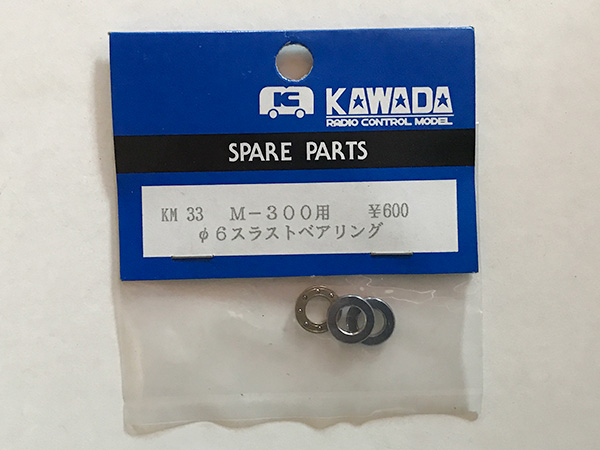 KAWADA
RADIO CONTROL MODEL
SPARE PARTS
KM 33 M-300用 ¥600
φ6スラストベアリング